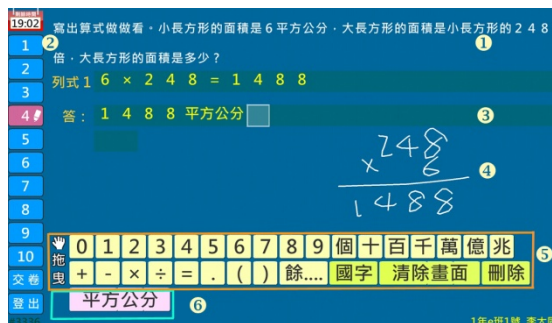 19:02
1
2
3
4
5
6
7
8
9
10
交卷
登出
寫出算式做做看。小長方形的面積是6平方公分，大長方形的面積是小長方形的248
倍，大長方形的面積是多少？
列式1 6 × 2 4 8 = 1 4 8 8
答： 1 4 8 8 平方公分
248
× 6
1488
拖曳
0 1 2 3 4 5 6 7 8 9 個 十 百 千 萬 億 兆
+ - × ÷ = . ( ) 餘.... 國字 清除畫面 刪除
平方公分
❶
❷
❸
❹
❺
❻